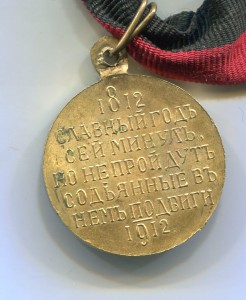 1812
СЛАВНЫЙ ГОДЪ
СЕЙ МИНУЛЪ,
НО НЕ ПРОЙДУТЪ
СОДѢЯННЫЕ ВЪ
НЕМЪ ПОДВИГИ
1912